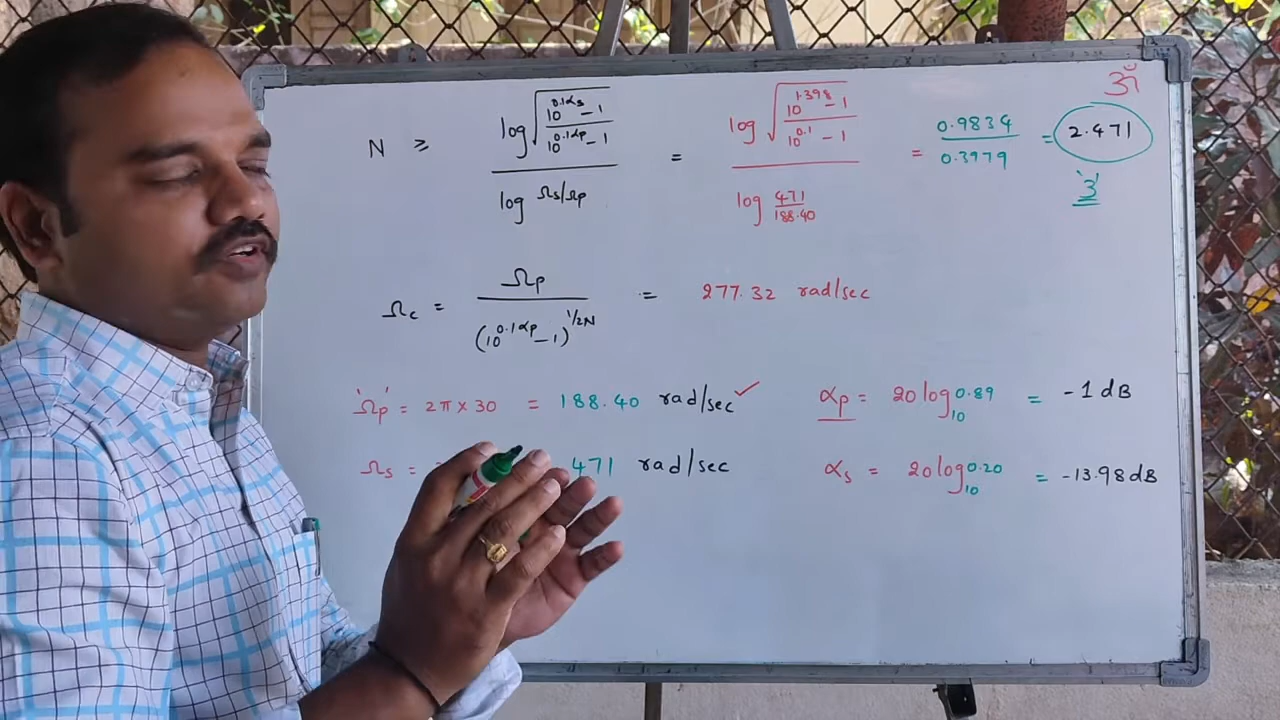 ॐ
N ≥ log √((10^0.1αs − 1)/(10^0.1αp − 1)) / log Ωs/Ωp = log √((10^1.398 − 1)/(10^0.1 − 1)) / log 471/188.40 = 0.9834/0.3979 = 2.471
'3'
Ωc = Ωp / (10^0.1αp − 1)^1/2N = 277.32 rad/sec
'Ωp' = 2π × 30 = 188.40 rad/sec ✓ αp = 20 log10 0.89 = -1 dB
Ωs = 471 rad/sec αs = 20 log10 0.20 = -13.98 dB